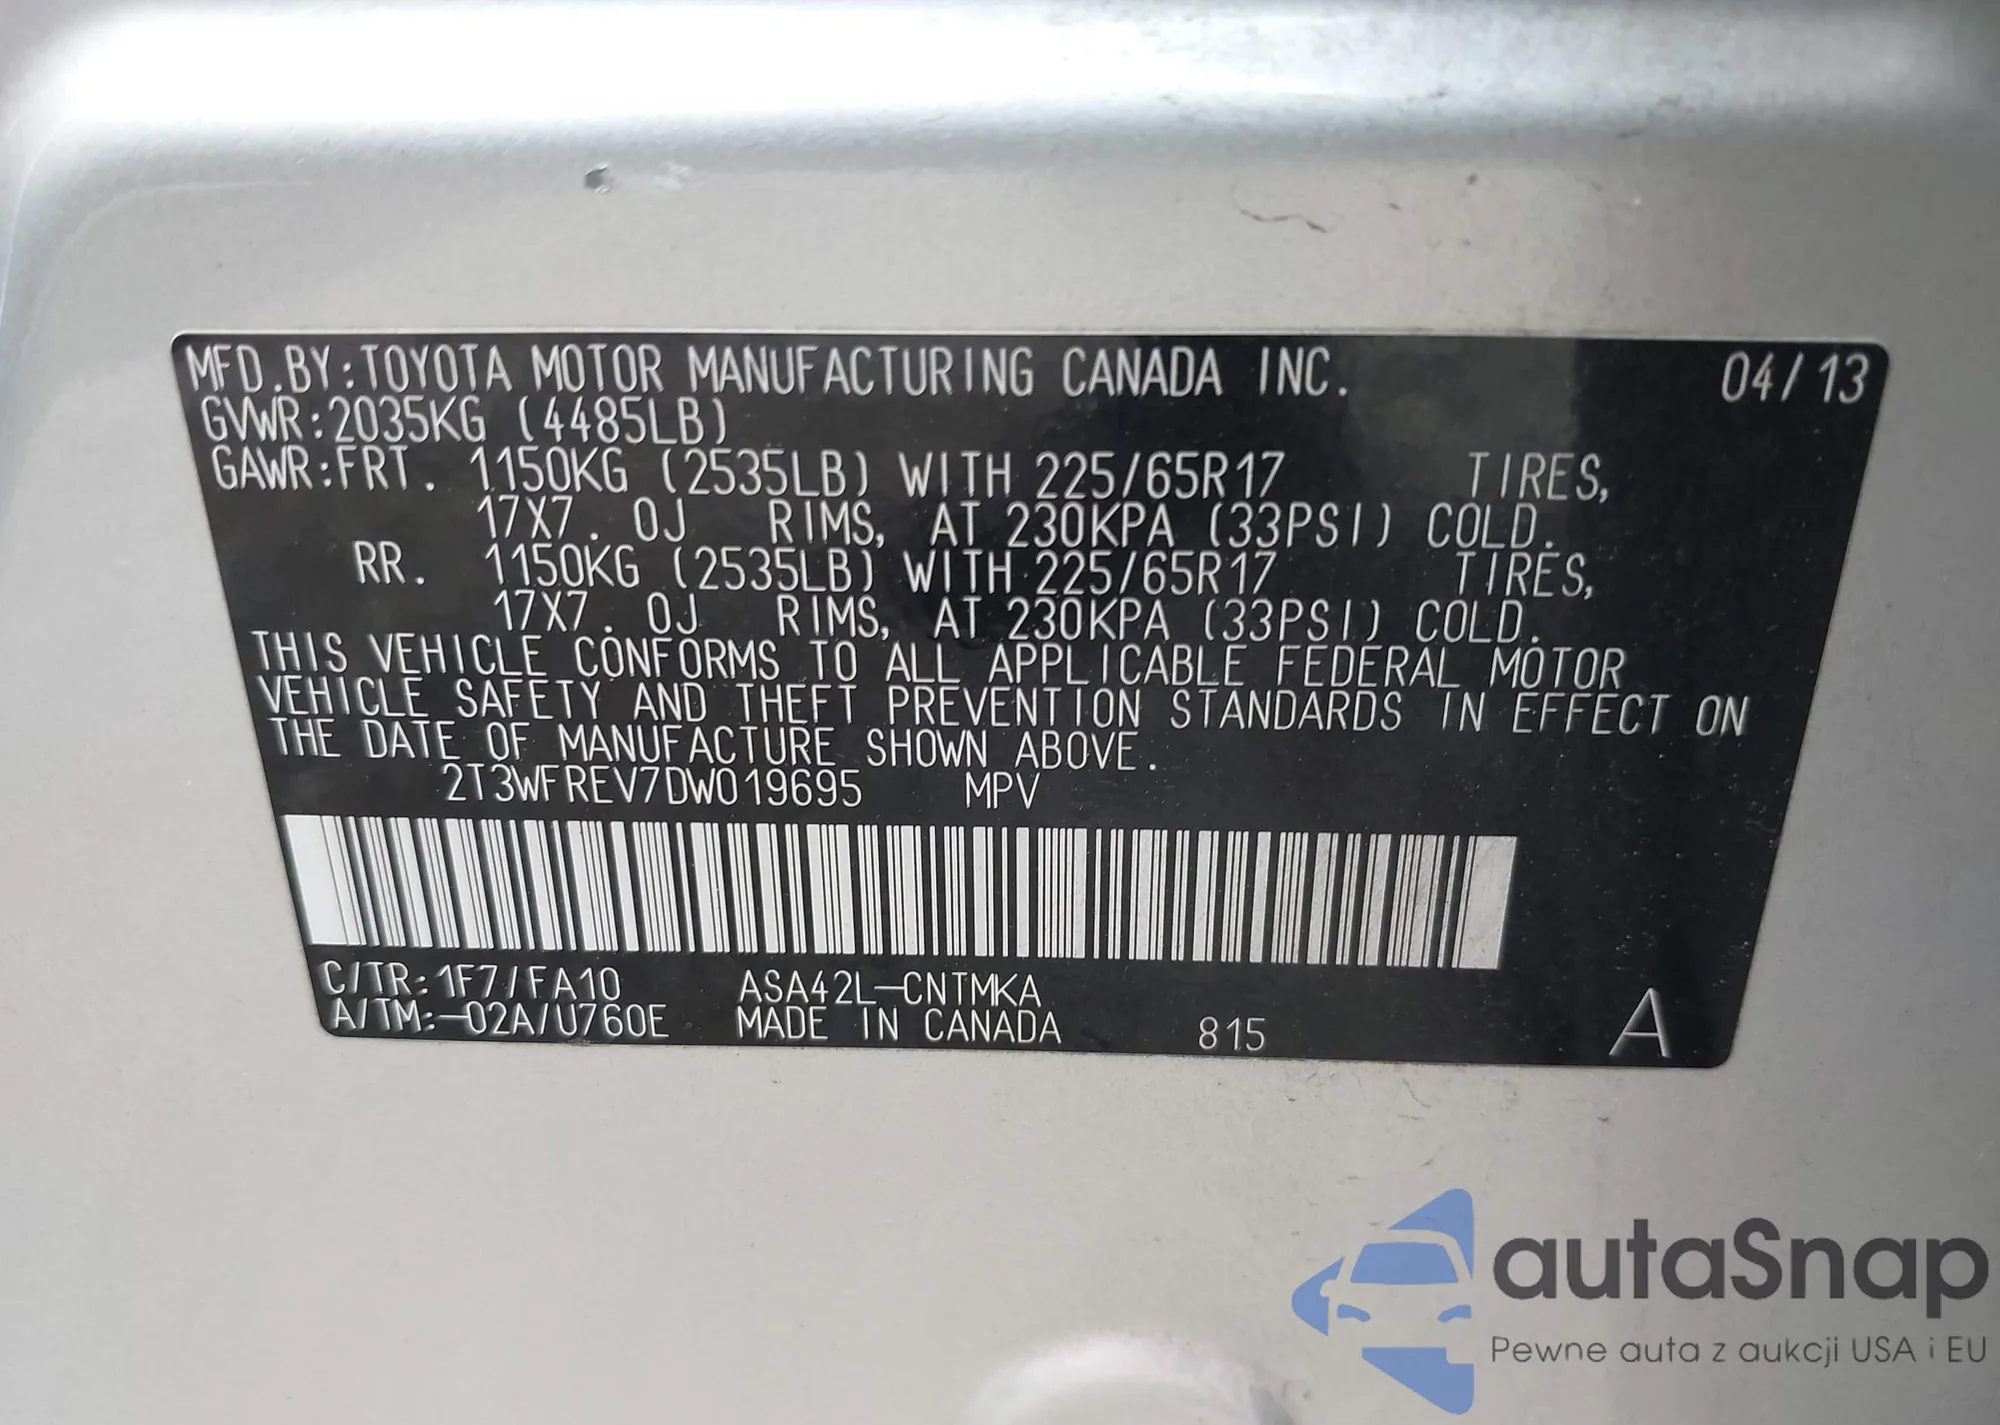 MFD.BY:TOYOTA MOTOR MANUFACTURING CANADA INC. 04/13
GVWR:2035KG (4485LB)
GAWR:FRT. 1150KG (2535LB) WITH 225/65R17 TIRES,
17X7.0J RIMS, AT 230KPA (33PSI) COLD.
RR. 1150KG (2535LB) WITH 225/65R17 TIRES,
17X7.0J RIMS, AT 230KPA (33PSI) COLD.
THIS VEHICLE CONFORMS TO ALL APPLICABLE FEDERAL MOTOR
VEHICLE SAFETY AND THEFT PREVENTION STANDARDS IN EFFECT ON
THE DATE OF MANUFACTURE SHOWN ABOVE.
2T3WFREV7DW019695 MPV
C/TR:1F7/FA10 ASA42L-CNTMKA
A/TM:-02A/U760E MADE IN CANADA 815 A
autaSnap
Pewne auta z aukcji USA i EU